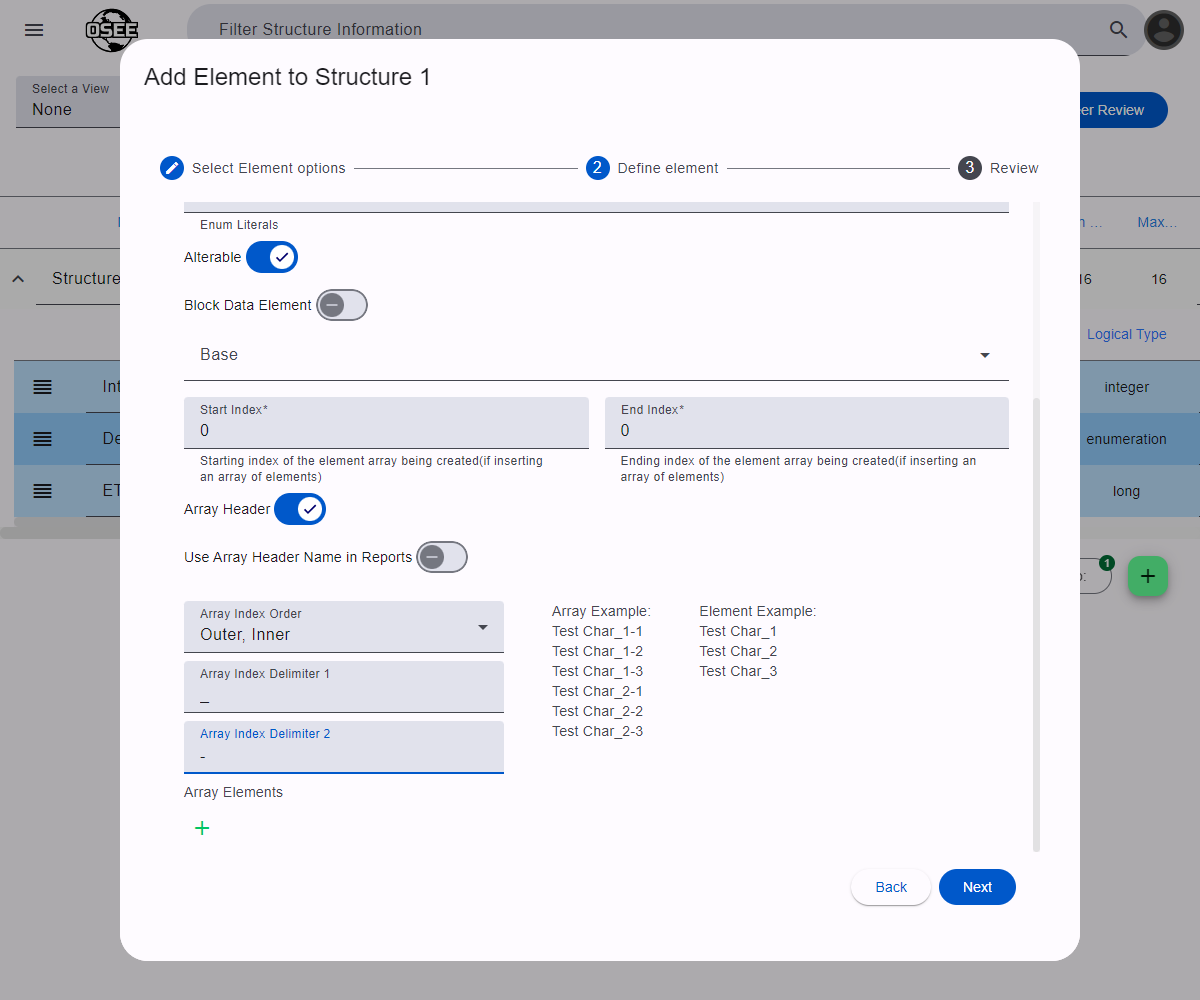 OSEE
Filter Structure Information
Select a View
None
Add Element to Structure 1
er Review
Select Element options
2
Define element
3
Review
Enum Literals
Alterable
Max...
Block Data Element
Structure
16
16
Base
Logical Type
Start Index*
0
End Index*
0
integer
Starting index of the element array being created(if inserting
an array of elements)
Ending index of the element array being created(if inserting an
array of elements)
enumeration
long
Array Header
Use Array Header Name in Reports
1
Array Index Order
Outer, Inner
Array Index Delimiter 1
_
Array Index Delimiter 2
-
Array Example:
Test Char_1-1
Test Char_1-2
Test Char_1-3
Test Char_2-1
Test Char_2-2
Test Char_2-3
Element Example:
Test Char_1
Test Char_2
Test Char_3
Array Elements
Back
Next